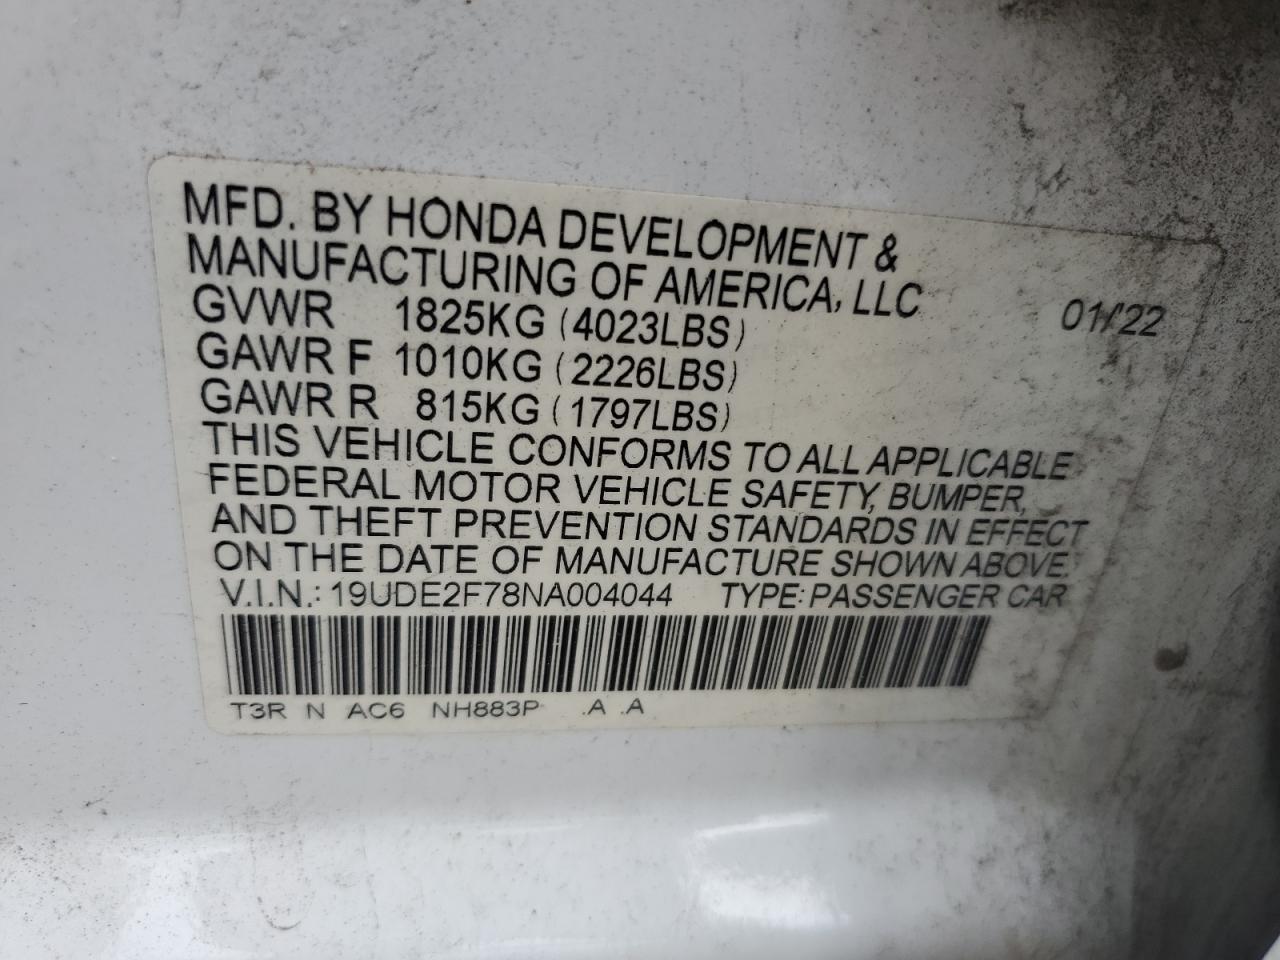 MFD. BY HONDA DEVELOPMENT &
MANUFACTURING OF AMERICA, LLC 01/22
GVWR 1825KG (4023LBS)
GAWR F 1010KG (2226LBS)
GAWR R 815KG (1797LBS)
THIS VEHICLE CONFORMS TO ALL APPLICABLE
FEDERAL MOTOR VEHICLE SAFETY, BUMPER,
AND THEFT PREVENTION STANDARDS IN EFFECT
ON THE DATE OF MANUFACTURE SHOWN ABOVE.
V.I.N.: 19UDE2F78NA004044 TYPE: PASSENGER CAR
T3R N AC6 NH883P .A .A